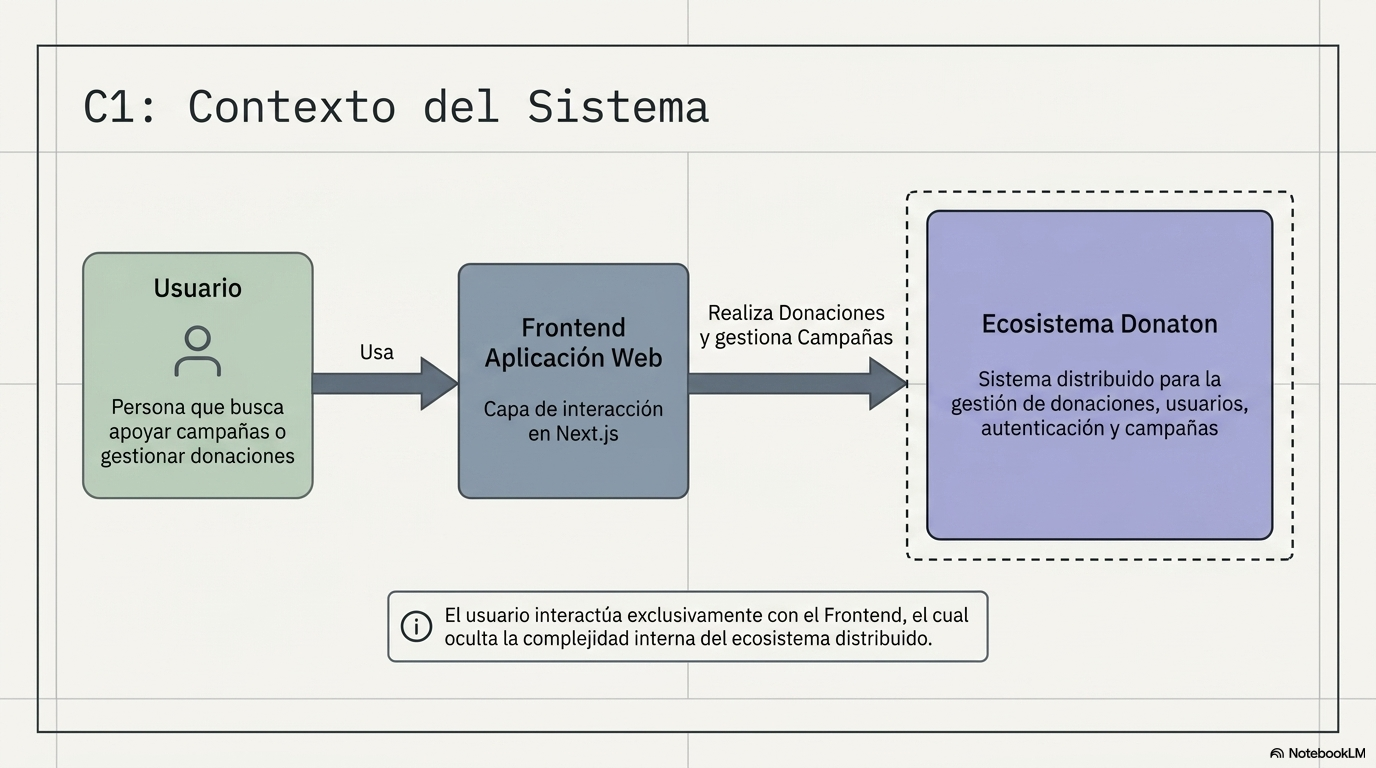 C1: Contexto del Sistema
Usuario
Persona que busca
apoyar campañas o
gestionar donaciones
Usa
Frontend
Aplicación Web
Capa de interacción
en Next.js
Realiza Donaciones
y gestiona Campañas
Ecosistema Donaton
Sistema distribuido para la
gestión de donaciones, usuarios,
autenticación y campañas
El usuario interactúa exclusivamente con el Frontend, el cual
oculta la complejidad interna del ecosistema distribuido.
NotebookLM